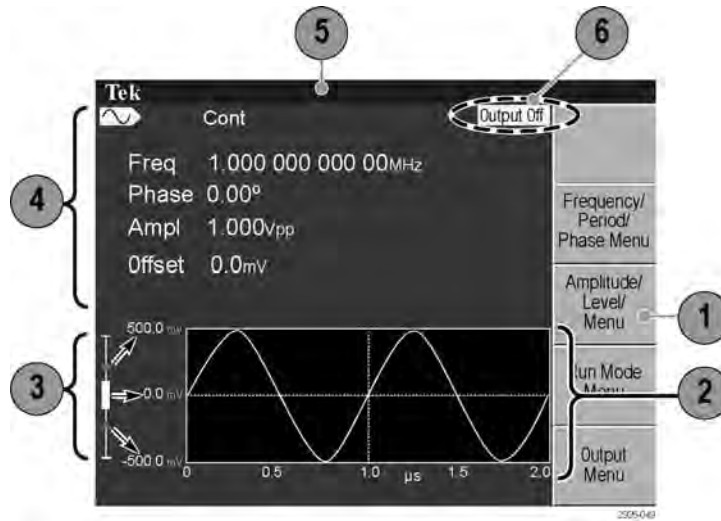 5
6
Tek
Cont
Output Off
Freq 1.000 000 000 00MHz
Phase 0.00°
Ampl 1.000Vpp
Offset 0.0mV
4
Frequency/
Period/
Phase Menu
Amplitude/
Level/
Menu
1
Run Mode
Menu
Output
Menu
2
3
500.0 mV
0.0 mV
-500.0 mV
0 0.5 1.0 µs 1.5 2.0
2925-049